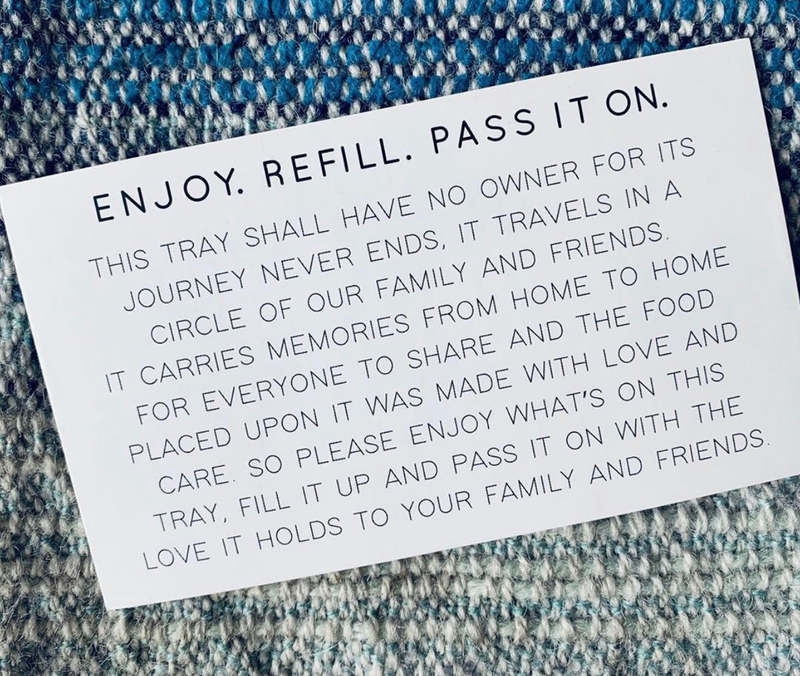 ENJOY. REFILL. PASS IT ON.
THIS TRAY SHALL HAVE NO OWNER FOR ITS
JOURNEY NEVER ENDS, IT TRAVELS IN A
CIRCLE OF OUR FAMILY AND FRIENDS.
IT CARRIES MEMORIES FROM HOME TO HOME
FOR EVERYONE TO SHARE AND THE FOOD
PLACED UPON IT WAS MADE WITH LOVE AND
CARE. SO PLEASE ENJOY WHAT'S ON THIS
TRAY, FILL IT UP AND PASS IT ON WITH THE
LOVE IT HOLDS TO YOUR FAMILY AND FRIENDS.